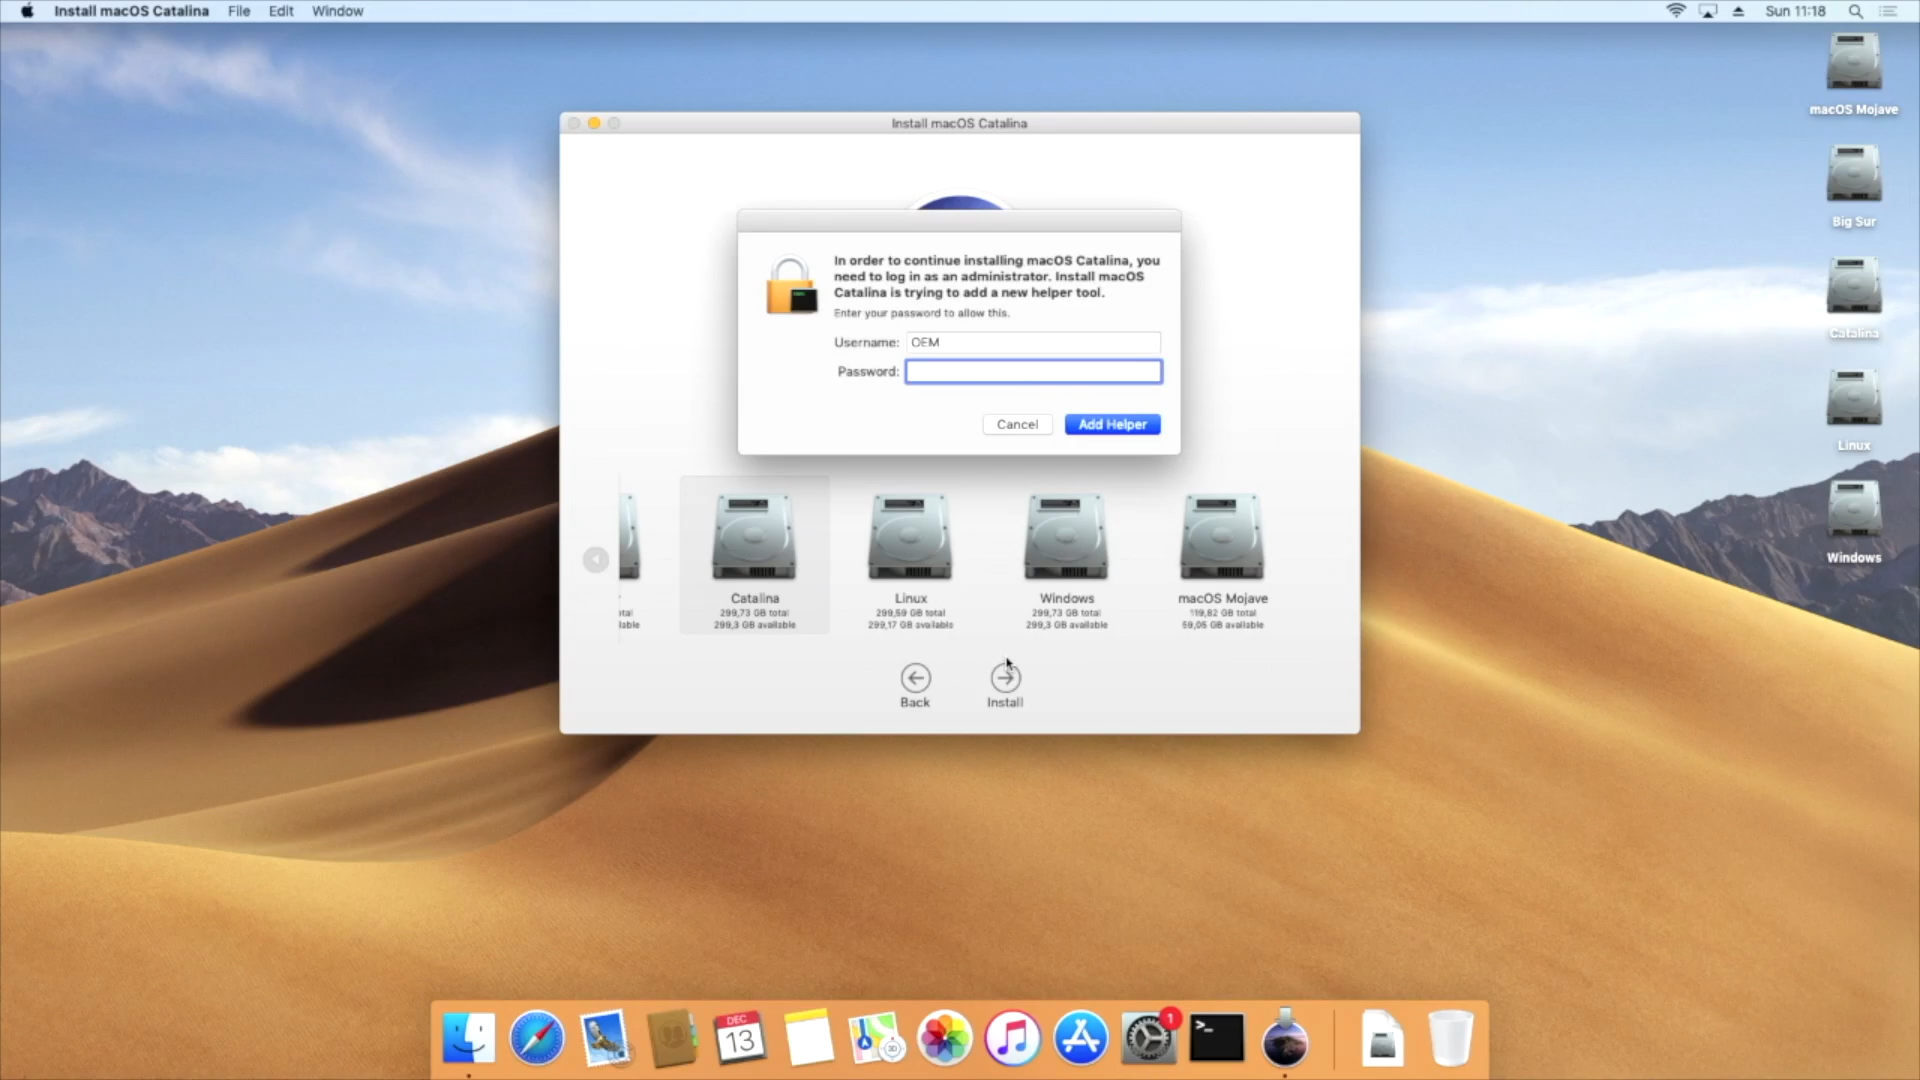 Install macOS Catalina File Edit Window
Sun 11:18
macOS Mojave
Big Sur
Catalina
Linux
Windows
Install macOS Catalina
In order to continue installing macOS Catalina, you
need to log in as an administrator. Install macOS
Catalina is trying to add a new helper tool.
Enter your password to allow this.
Username: OEM
Password:
Cancel Add Helper
Catalina
299,73 GB total
299,3 GB available
Linux
299,59 GB total
299,17 GB available
Windows
299,73 GB total
299,3 GB available
macOS Mojave
119,82 GB total
59,05 GB available
Back
Install
DEC
13
3D
1
>_